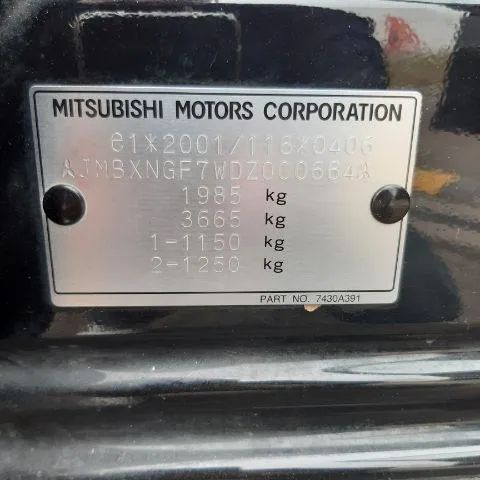 MITSUBISHI MOTORS CORPORATION
e1*2001/116*0406
JMBXNGF7WDZ000664
1985 kg
3665 kg
1-1150 kg
2-1250 kg
PART NO. 7430A391